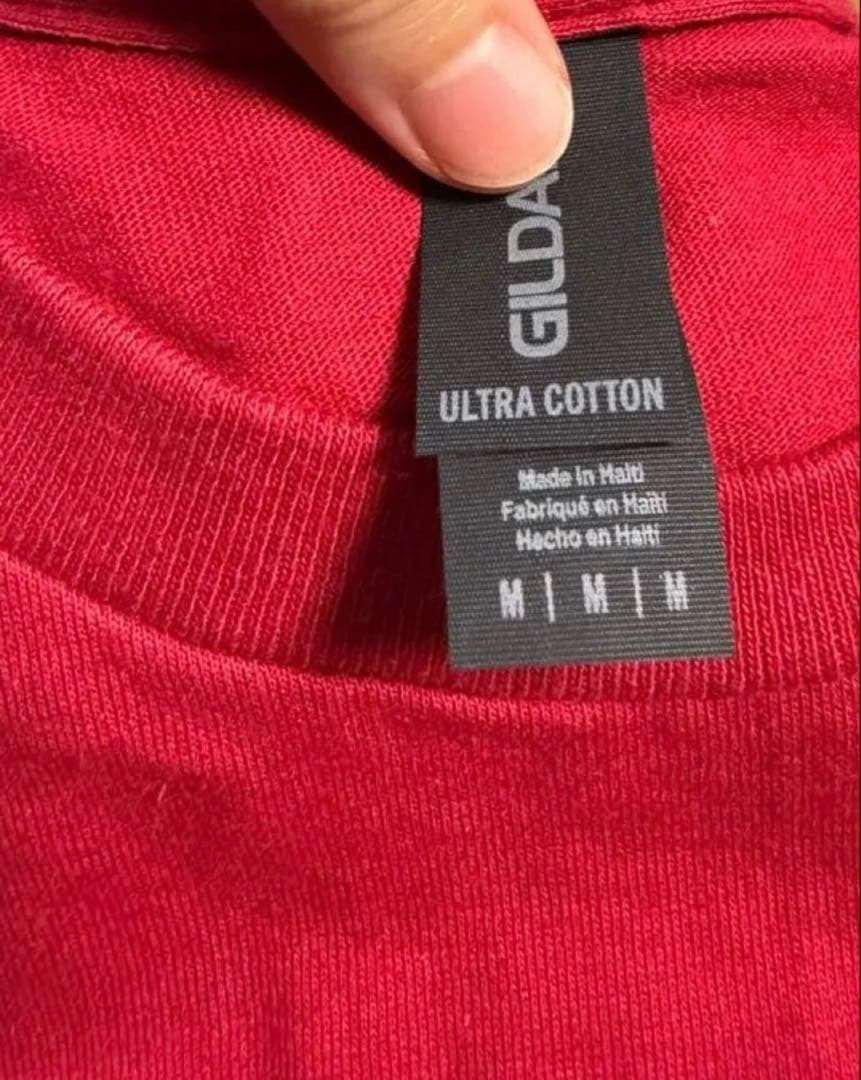 GILDA
ULTRA COTTON
Made in Haiti
Fabriqué en Haïti
Hecho en Haití
M | M | M